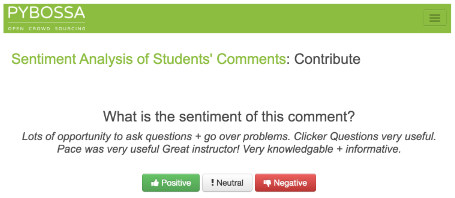 PYBOSSA
OPEN CROWD SOURCING
Sentiment Analysis of Students' Comments: Contribute
What is the sentiment of this comment?
Lots of opportunity to ask questions + go over problems. Clicker Questions very useful.
Pace was very useful Great instructor! Very knowledgable + informative.
Positive ! Neutral Negative